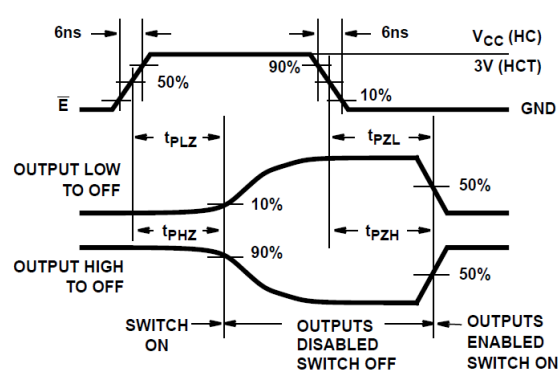 6ns
6ns
VCC (HC)
3V (HCT)
90%
50%
10%
E
GND
tPLZ
tPZL
OUTPUT LOW
TO OFF
10%
50%
tPHZ
tPZH
OUTPUT HIGH
TO OFF
90%
50%
SWITCH
ON
OUTPUTS
DISABLED
SWITCH OFF
OUTPUTS
ENABLED
SWITCH ON